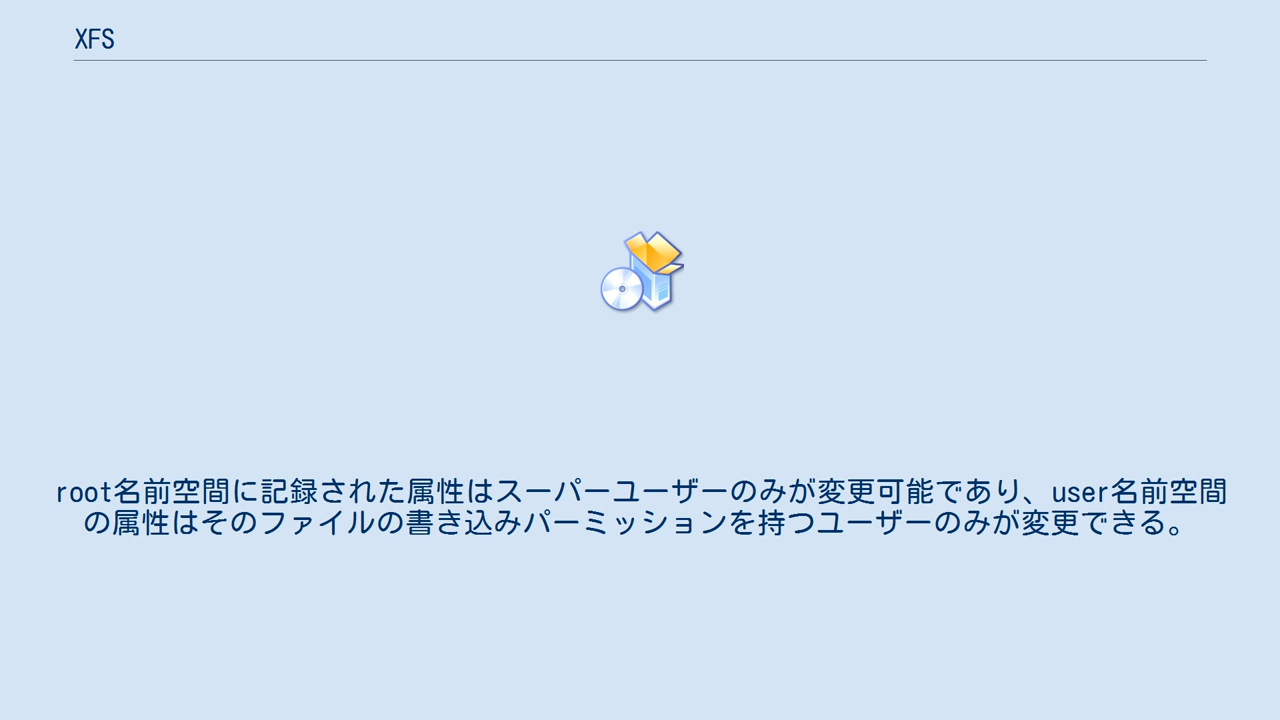 XFS
root名前空間に記録された属性はスーパーユーザーのみが変更可能であり、user名前空間
の属性はそのファイルの書き込みパーミッションを持つユーザーのみが変更できる。